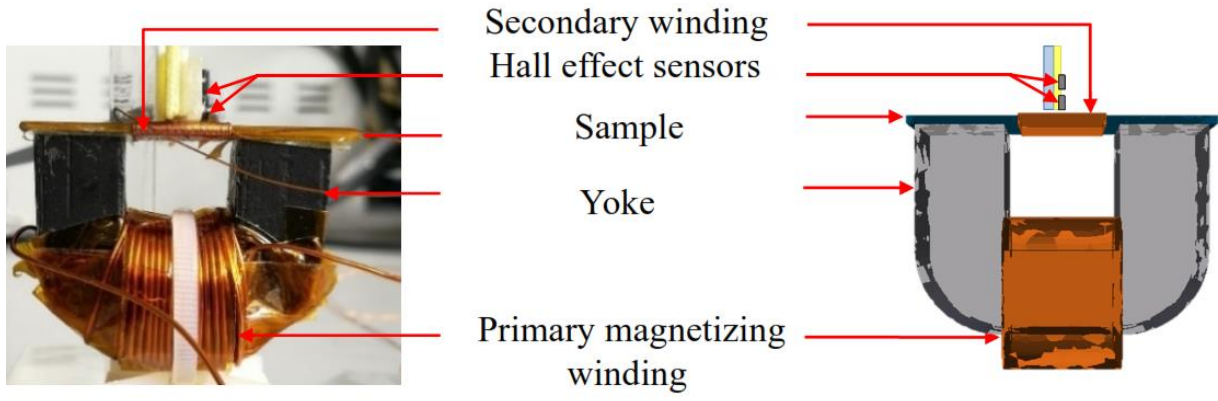 Secondary winding
Hall effect sensors
Sample
Yoke
Primary magnetizing
winding